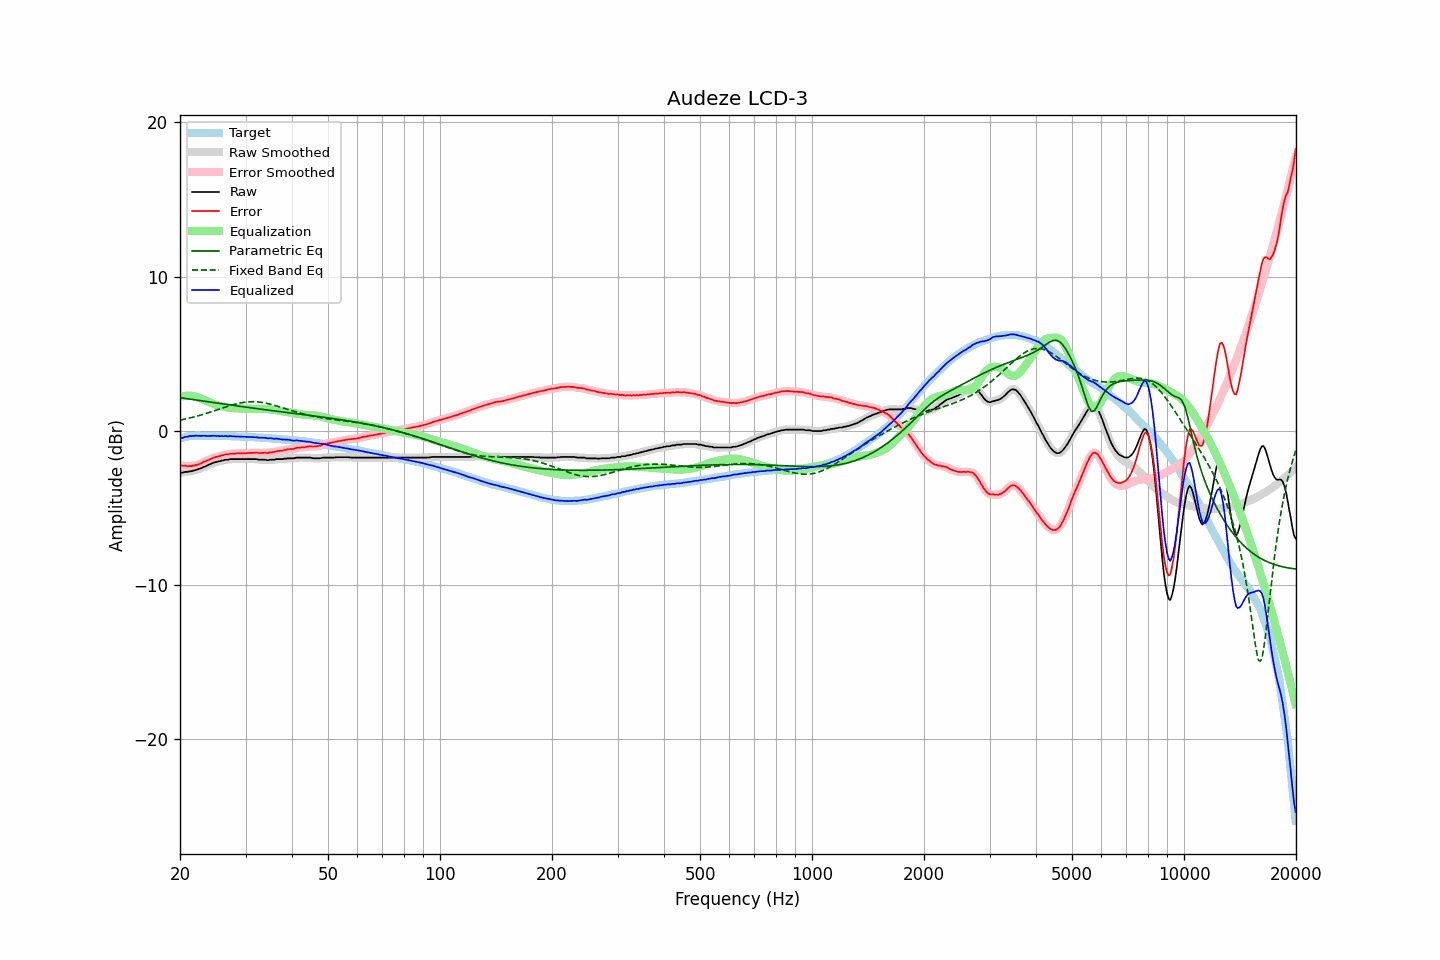 Audeze LCD-3
20
10
0
−10
−20
Amplitude (dBr)
Target
Raw Smoothed
Error Smoothed
Raw
Error
Equalization
Parametric Eq
Fixed Band Eq
Equalized
20 50 100 200 500 1000 2000 5000 10000 20000
Frequency (Hz)